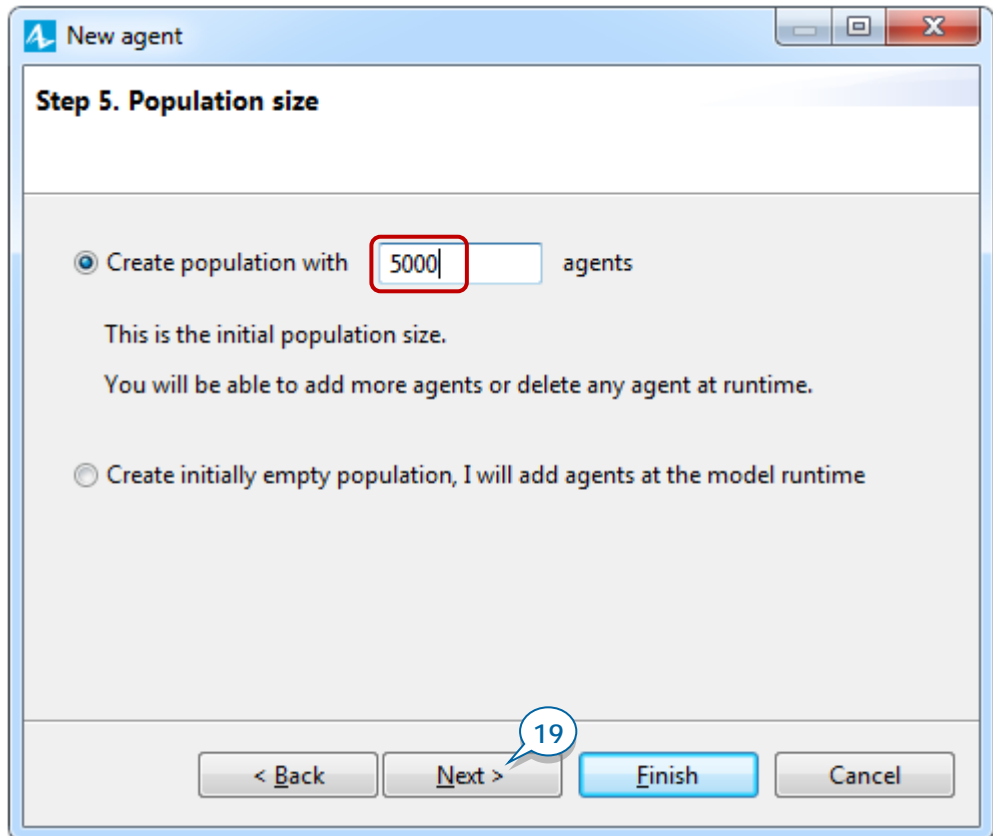 New agent
Step 5. Population size
Create population with 5000 agents
This is the initial population size.
You will be able to add more agents or delete any agent at runtime.
Create initially empty population, I will add agents at the model runtime
19
< Back Next > Finish Cancel